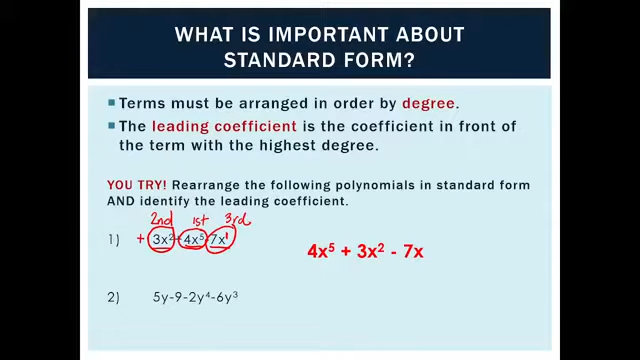 WHAT IS IMPORTANT ABOUT
STANDARD FORM?
▪ Terms must be arranged in order by degree.
▪ The leading coefficient is the coefficient in front of
the term with the highest degree.
YOU TRY! Rearrange the following polynomials in standard form
AND identify the leading coefficient.
2nd 1st 3rd
1) + 3x²+4x⁵-7x¹
4x⁵ + 3x² - 7x
2) 5y-9-2y⁴-6y³